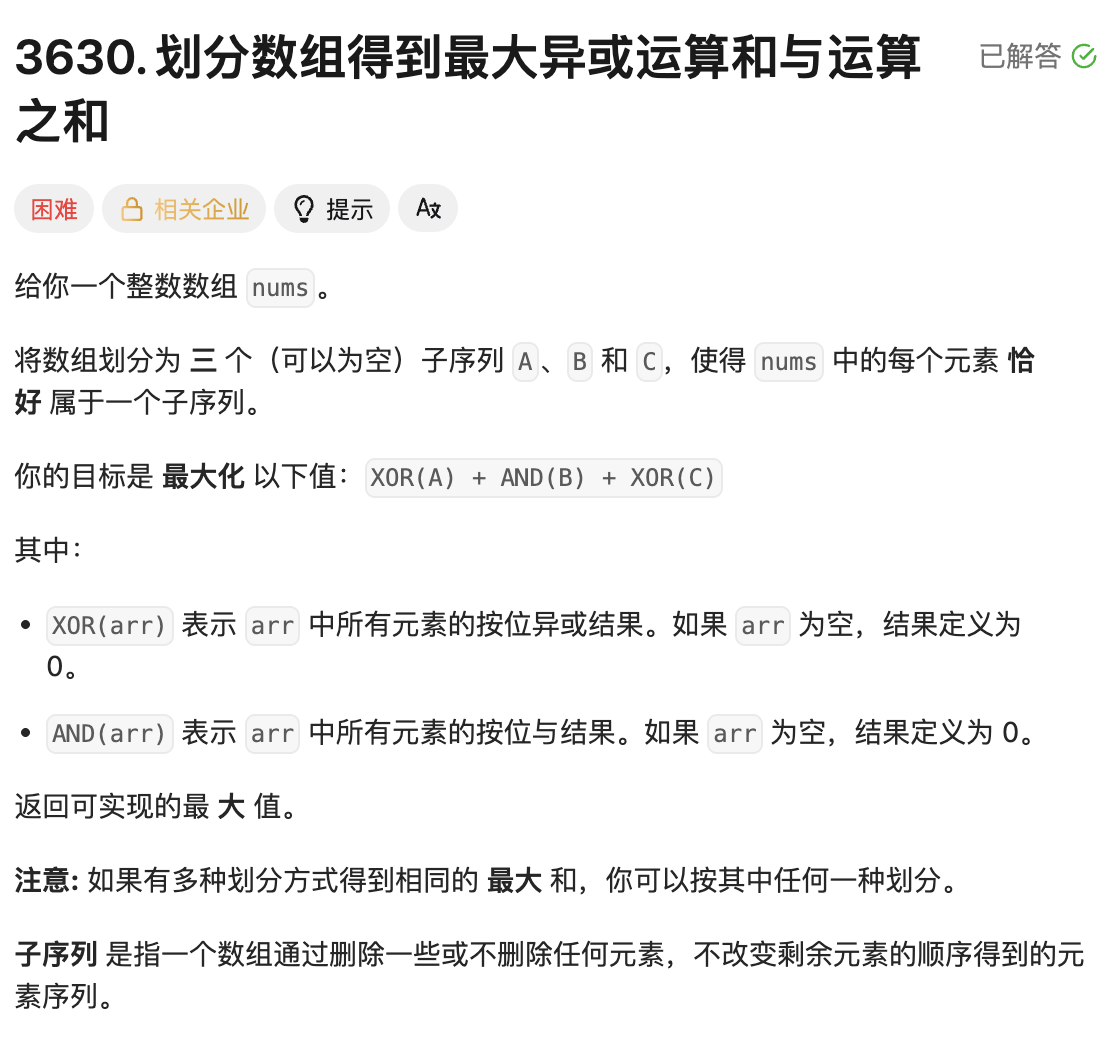 3630. 划分数组得到最大异或运算和与运算
之和
已解答
困难 相关企业 提示 A文
给你一个整数数组 nums 。
将数组划分为 三 个（可以为空）子序列 A、B 和 C，使得 nums 中的每个元素 恰
好 属于一个子序列。
你的目标是 最大化 以下值：XOR(A) + AND(B) + XOR(C)
其中：
• XOR(arr) 表示 arr 中所有元素的按位异或结果。如果 arr 为空，结果定义为
0。
• AND(arr) 表示 arr 中所有元素的按位与结果。如果 arr 为空，结果定义为 0。
返回可实现的最 大 值。
注意: 如果有多种划分方式得到相同的 最大 和，你可以按其中任何一种划分。
子序列 是指一个数组通过删除一些或不删除任何元素，不改变剩余元素的顺序得到的元
素序列。